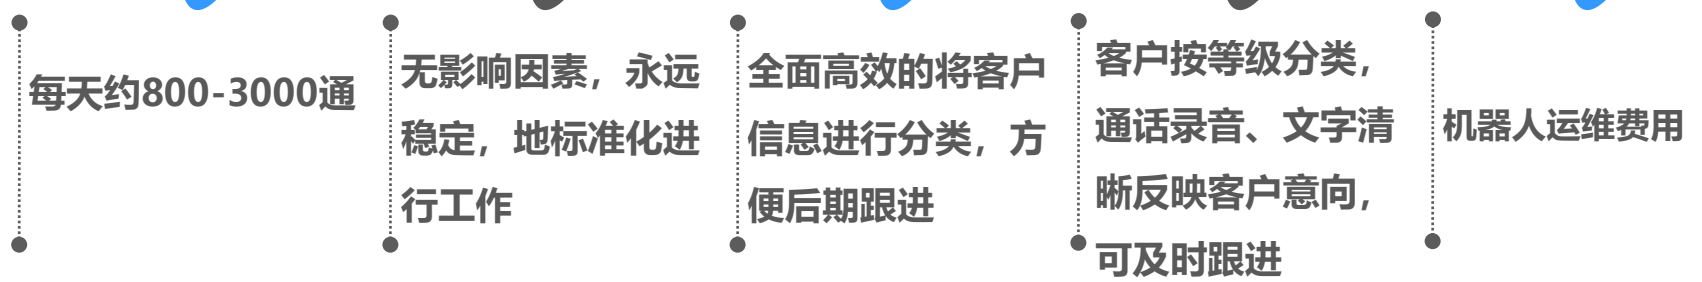 每天约800-3000通
无影响因素，永远
稳定，地标准化进
行工作
全面高效的将客户
信息进行分类，方
便后期跟进
客户按等级分类，
通话录音、文字清
晰反映客户意向，
可及时跟进
机器人运维费用